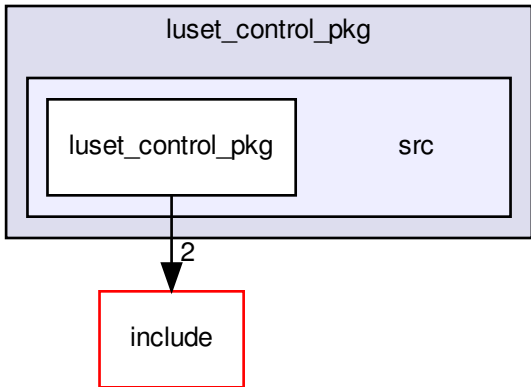 luset_control_pkg
luset_control_pkg src
2
include